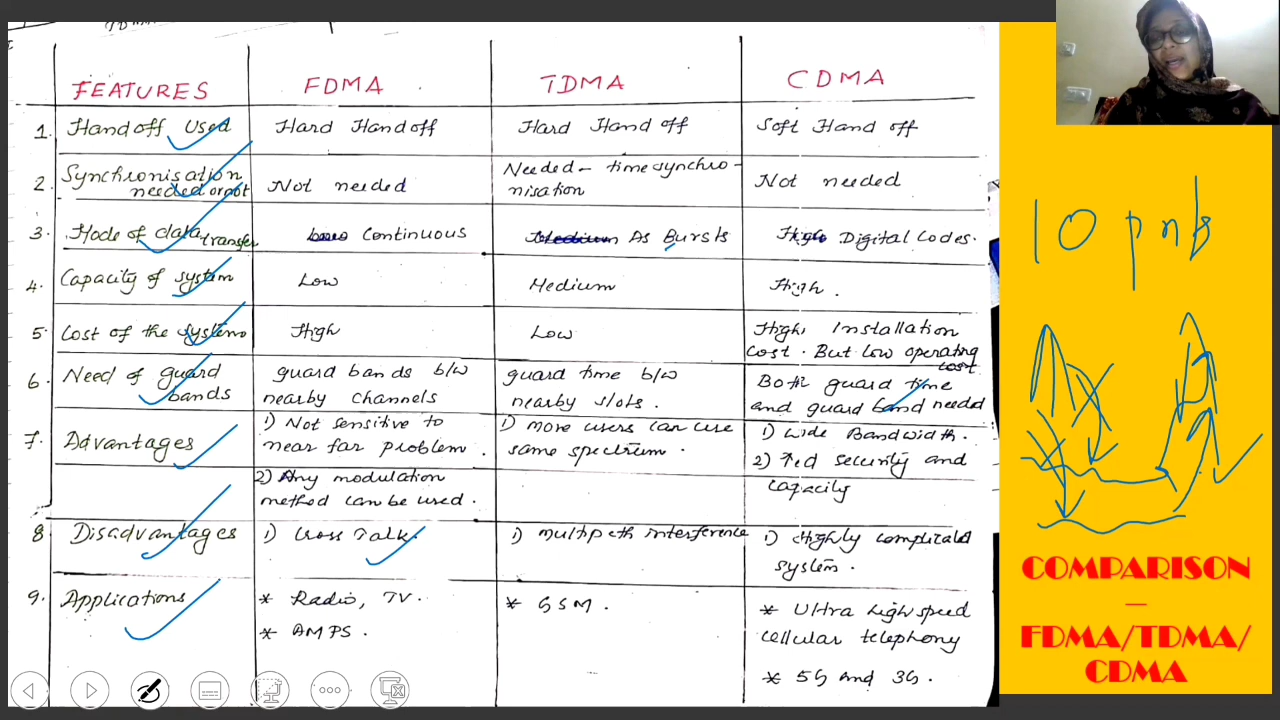 FEATURES FDMA TDMA CDMA
1. Handoff Used Hard Handoff Hard Hand off Soft Hand off
2. Synchronisation needed or not Not needed Needed - time synchro-nisation Not needed
3. Mode of data transfer Continuous As Bursts Digital Codes.
4. Capacity of system Low Medium High.
5. Cost of the system High Low High Installation cost. But low operating cost
6. Need of guard bands guard bands b/w nearby channels guard time b/w nearby slots. Both guard time and guard band needed
7. Advantages 1) Not sensitive to near far problem. 1) more users can use same spectrum. 1) Wide Bandwidth.
2) Any modulation method can be used. 2) ↑ed security and capacity
8 Disadvantages 1) Cross Talk. 1) multipath interference 1) Highly complicated system.
9. Applications * Radio, TV. * GSM. * Ultra high speed cellular telephony
* AMPS. * 5G and 3G.
10
COMPARISON
–
FDMA/TDMA/
CDMA